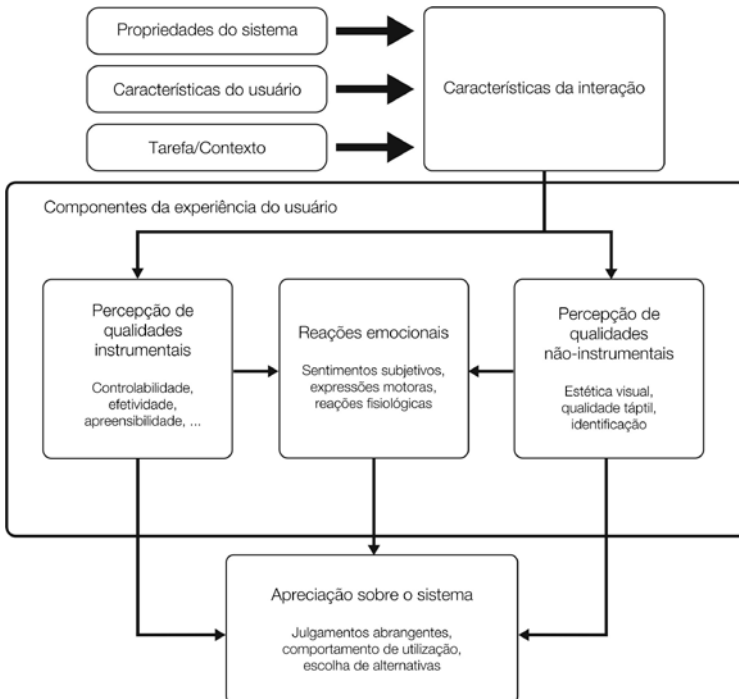 Propriedades do sistema
Características do usuário
Tarefa/Contexto
Características da interação
Componentes da experiência do usuário
Percepção de
qualidades
instrumentais
Controlabilidade,
efetividade,
apreensibilidade, ...
Reações emocionais
Sentimentos subjetivos,
expressões motoras,
reações fisiológicas
Percepção de
qualidades
não-instrumentais
Estética visual,
qualidade táptil,
identificação
Apreciação sobre o sistema
Julgamentos abrangentes,
comportamento de utilização,
escolha de alternativas